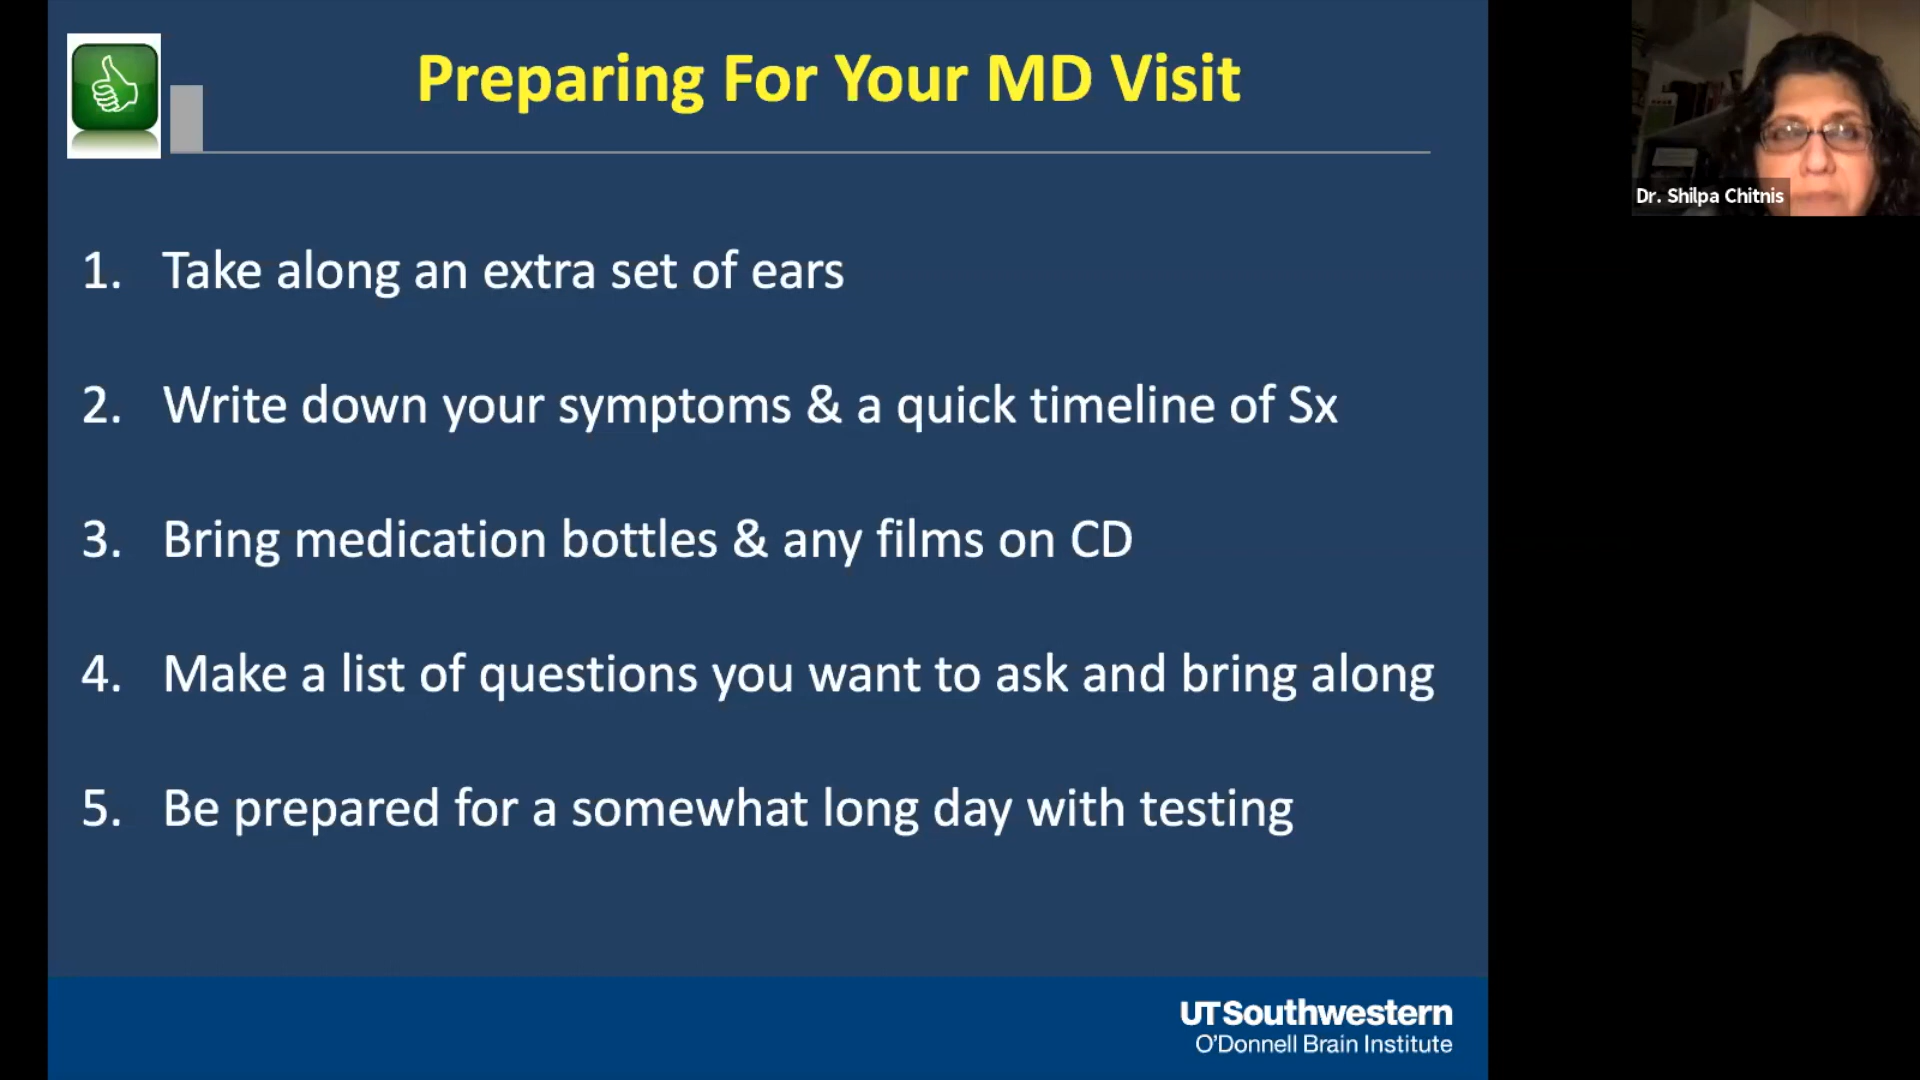 Preparing For Your MD Visit
Dr. Shilpa Chitnis
1. Take along an extra set of ears
2. Write down your symptoms & a quick timeline of Sx
3. Bring medication bottles & any films on CD
4. Make a list of questions you want to ask and bring along
5. Be prepared for a somewhat long day with testing
UTSouthwestern
O'Donnell Brain Institute